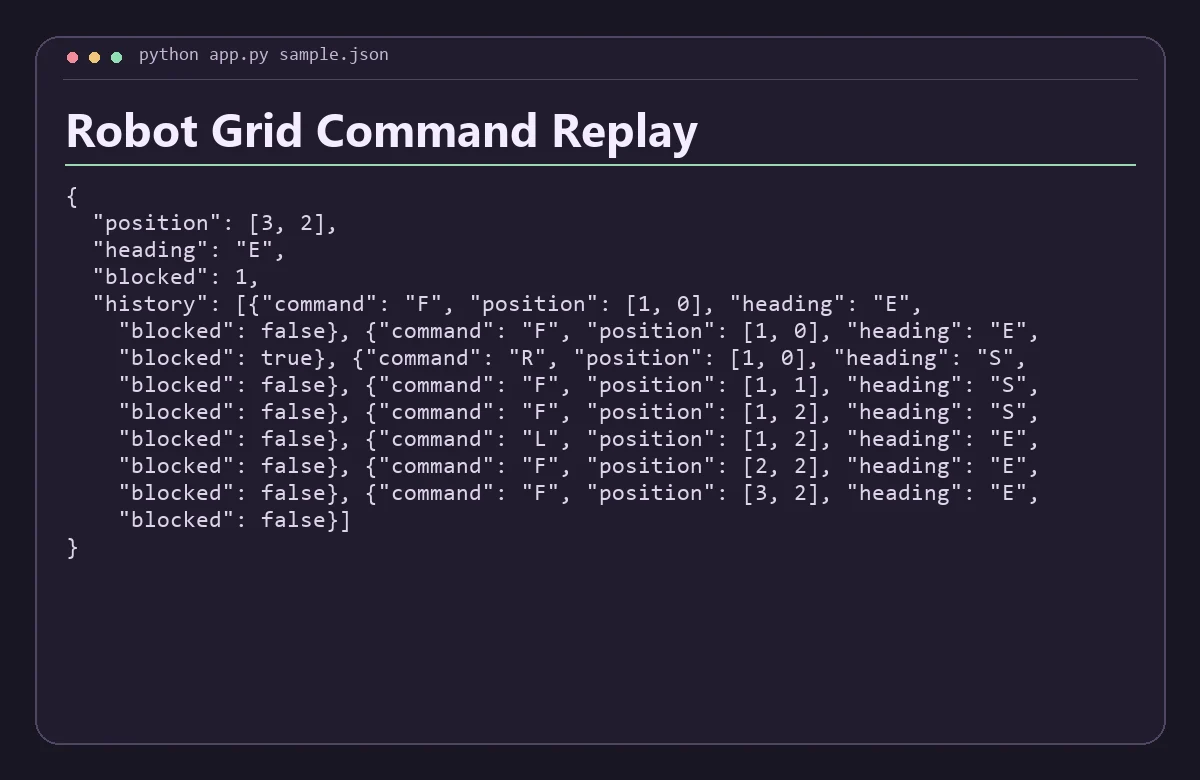 python app.py sample.json
Robot Grid Command Replay
{
  "position": [3, 2],
  "heading": "E",
  "blocked": 1,
  "history": [{"command": "F", "position": [1, 0], "heading": "E",
    "blocked": false}, {"command": "F", "position": [1, 0], "heading": "E",
    "blocked": true}, {"command": "R", "position": [1, 0], "heading": "S",
    "blocked": false}, {"command": "F", "position": [1, 1], "heading": "S",
    "blocked": false}, {"command": "F", "position": [1, 2], "heading": "S",
    "blocked": false}, {"command": "L", "position": [1, 2], "heading": "E",
    "blocked": false}, {"command": "F", "position": [2, 2], "heading": "E",
    "blocked": false}, {"command": "F", "position": [3, 2], "heading": "E",
    "blocked": false}]
}